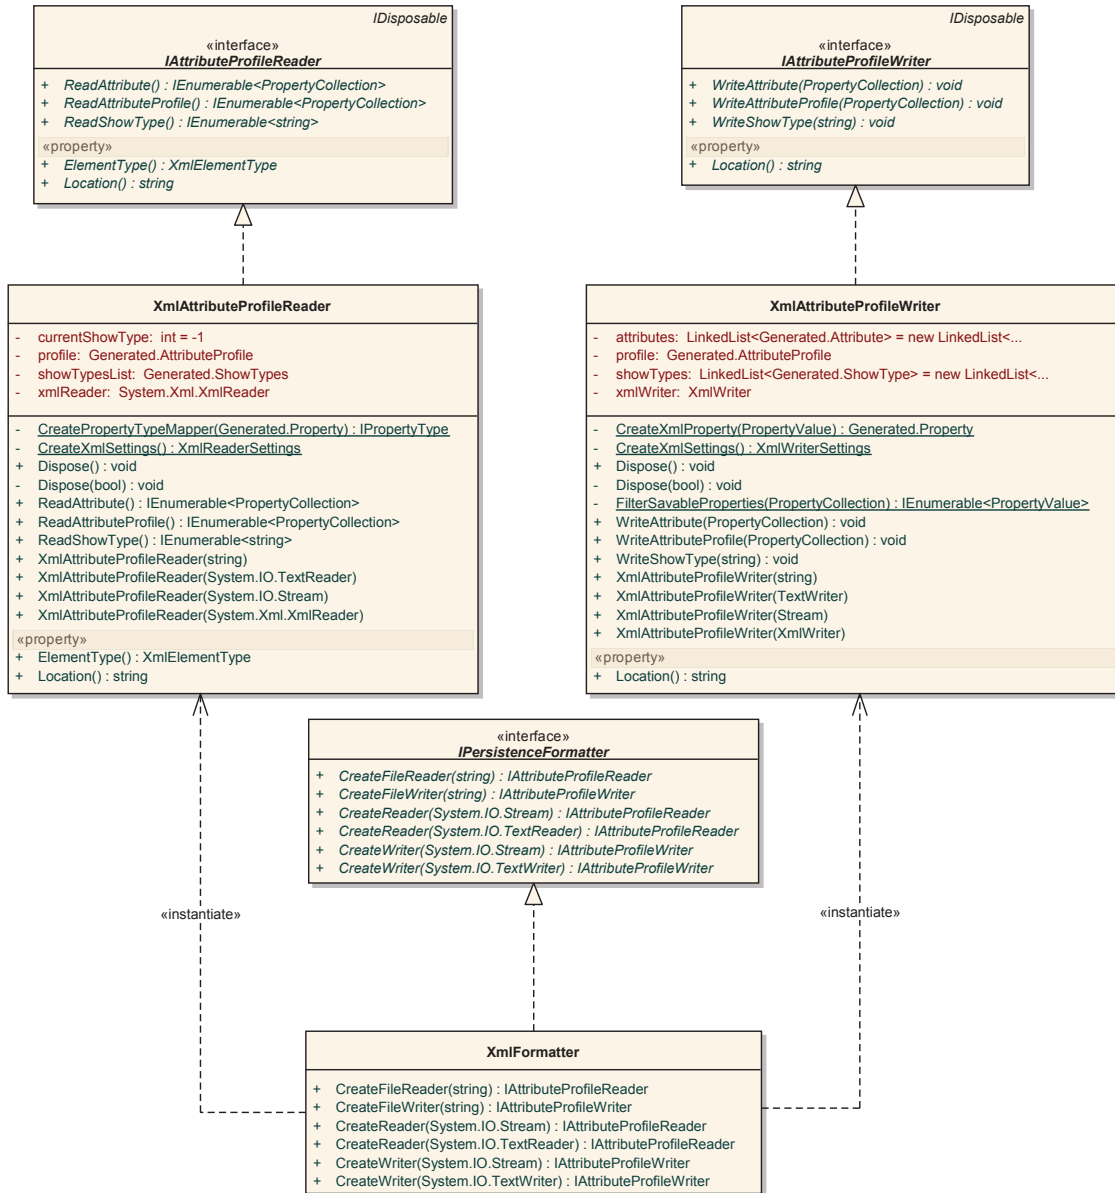 IDisposable
«interface»
IAttributeProfileReader
+ ReadAttribute() : IEnumerable<PropertyCollection>
+ ReadAttributeProfile() : IEnumerable<PropertyCollection>
+ ReadShowType() : IEnumerable<string>
«property»
+ ElementType() : XmlElementType
+ Location() : string
IDisposable
«interface»
IAttributeProfileWriter
+ WriteAttribute(PropertyCollection) : void
+ WriteAttributeProfile(PropertyCollection) : void
+ WriteShowType(string) : void
«property»
+ Location() : string
XmlAttributeProfileReader
- currentShowType: int = -1
- profile: Generated.AttributeProfile
- showTypesList: Generated.ShowTypes
- xmlReader: System.Xml.XmlReader
- CreatePropertyTypeMapper(Generated.Property) : IPropertyType
- CreateXmlSettings() : XmlReaderSettings
+ Dispose() : void
- Dispose(bool) : void
+ ReadAttribute() : IEnumerable<PropertyCollection>
+ ReadAttributeProfile() : IEnumerable<PropertyCollection>
+ ReadShowType() : IEnumerable<string>
+ XmlAttributeProfileReader(string)
+ XmlAttributeProfileReader(System.IO.TextReader)
+ XmlAttributeProfileReader(System.IO.Stream)
+ XmlAttributeProfileReader(System.Xml.XmlReader)
«property»
+ ElementType() : XmlElementType
+ Location() : string
XmlAttributeProfileWriter
- attributes: LinkedList<Generated.Attribute> = new LinkedList<...
- profile: Generated.AttributeProfile
- showTypes: LinkedList<Generated.ShowType> = new LinkedList<...
- xmlWriter: XmlWriter
- CreateXmlProperty(PropertyValue) : Generated.Property
- CreateXmlSettings() : XmlWriterSettings
+ Dispose() : void
- Dispose(bool) : void
- FilterSavableProperties(PropertyCollection) : IEnumerable<PropertyValue>
+ WriteAttribute(PropertyCollection) : void
+ WriteAttributeProfile(PropertyCollection) : void
+ WriteShowType(string) : void
+ XmlAttributeProfileWriter(string)
+ XmlAttributeProfileWriter(TextWriter)
+ XmlAttributeProfileWriter(Stream)
+ XmlAttributeProfileWriter(XmlWriter)
«property»
+ Location() : string
«interface»
IPersistenceFormatter
+ CreateFileReader(string) : IAttributeProfileReader
+ CreateFileWriter(string) : IAttributeProfileWriter
+ CreateReader(System.IO.Stream) : IAttributeProfileReader
+ CreateReader(System.IO.TextReader) : IAttributeProfileReader
+ CreateWriter(System.IO.Stream) : IAttributeProfileWriter
+ CreateWriter(System.IO.TextWriter) : IAttributeProfileWriter
«instantiate»
«instantiate»
XmlFormatter
+ CreateFileReader(string) : IAttributeProfileReader
+ CreateFileWriter(string) : IAttributeProfileWriter
+ CreateReader(System.IO.Stream) : IAttributeProfileReader
+ CreateReader(System.IO.TextReader) : IAttributeProfileReader
+ CreateWriter(System.IO.Stream) : IAttributeProfileWriter
+ CreateWriter(System.IO.TextWriter) : IAttributeProfileWriter